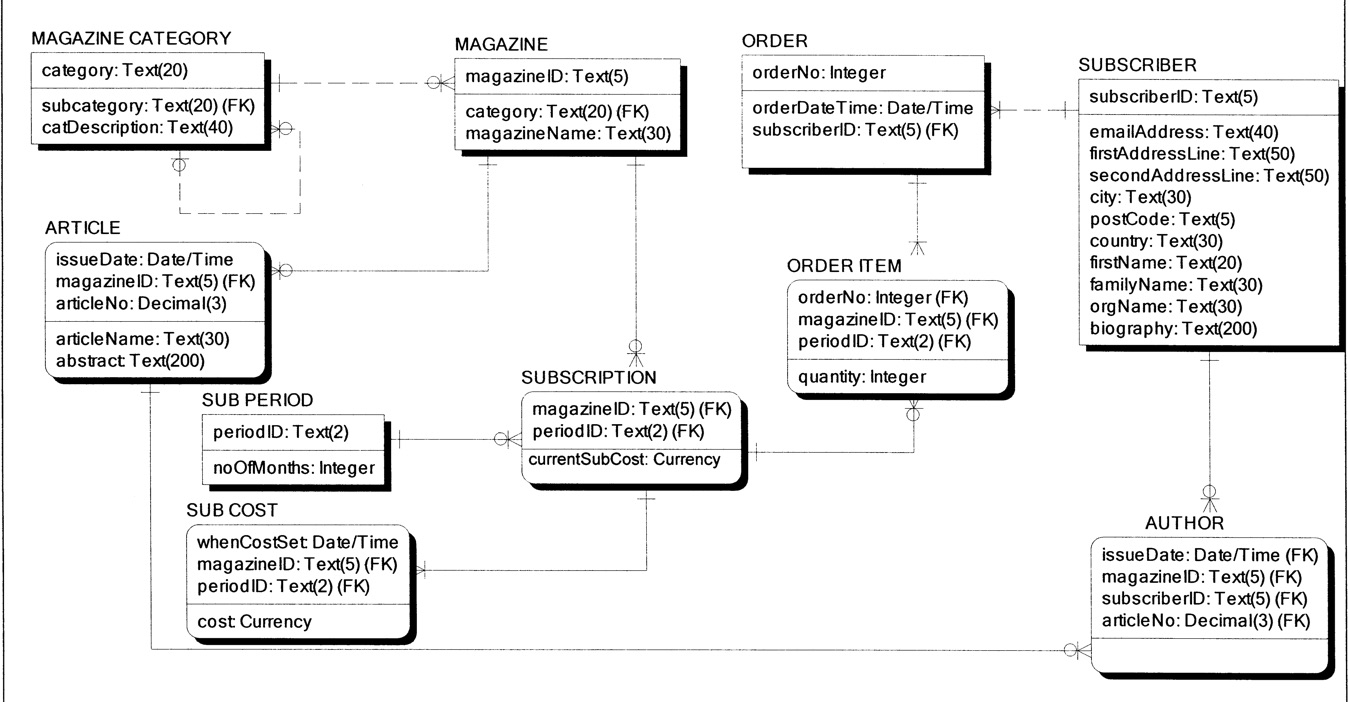 MAGAZINE CATEGORY
category: Text(20)
subcategory: Text(20) (FK)
catDescription: Text(40)
MAGAZINE
magazineID: Text(5)
category: Text(20) (FK)
magazineName: Text(30)
ORDER
orderNo: Integer
orderDateTime: Date/Time
subscriberID: Text(5) (FK)
SUBSCRIBER
subscriberID: Text(5)
emailAddress: Text(40)
firstAddressLine: Text(50)
secondAddressLine: Text(50)
city: Text(30)
postCode: Text(5)
country: Text(30)
firstName: Text(20)
familyName: Text(30)
orgName: Text(30)
biography: Text(200)
ARTICLE
issueDate: Date/Time
magazineID: Text(5) (FK)
articleNo: Decimal(3)
articleName: Text(30)
abstract: Text(200)
ORDER ITEM
orderNo: Integer (FK)
magazineID: Text(5) (FK)
periodID: Text(2) (FK)
quantity: Integer
SUBSCRIPTION
magazineID: Text(5) (FK)
periodID: Text(2) (FK)
currentSubCost: Currency
SUB PERIOD
periodID: Text(2)
noOfMonths: Integer
SUB COST
whenCostSet: Date/Time
magazineID: Text(5) (FK)
periodID: Text(2) (FK)
cost: Currency
AUTHOR
issueDate: Date/Time (FK)
magazineID: Text(5) (FK)
subscriberID: Text(5) (FK)
articleNo: Decimal(3) (FK)